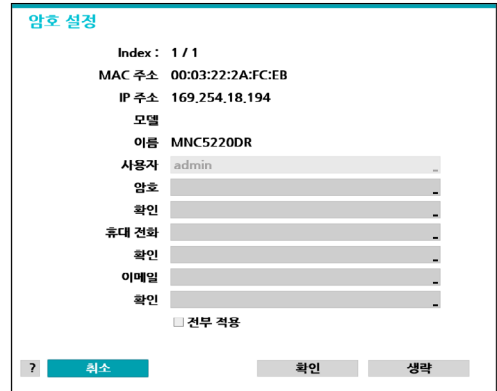 암호 설정
Index : 1 / 1
MAC 주소 00:03:22:2A:FC:EB
IP 주소 169.254.18.194
모델
이름 MNC5220DR
사용자 admin
암호
확인
휴대 전화
확인
이메일
확인
전부 적용
? 취소 확인 생략